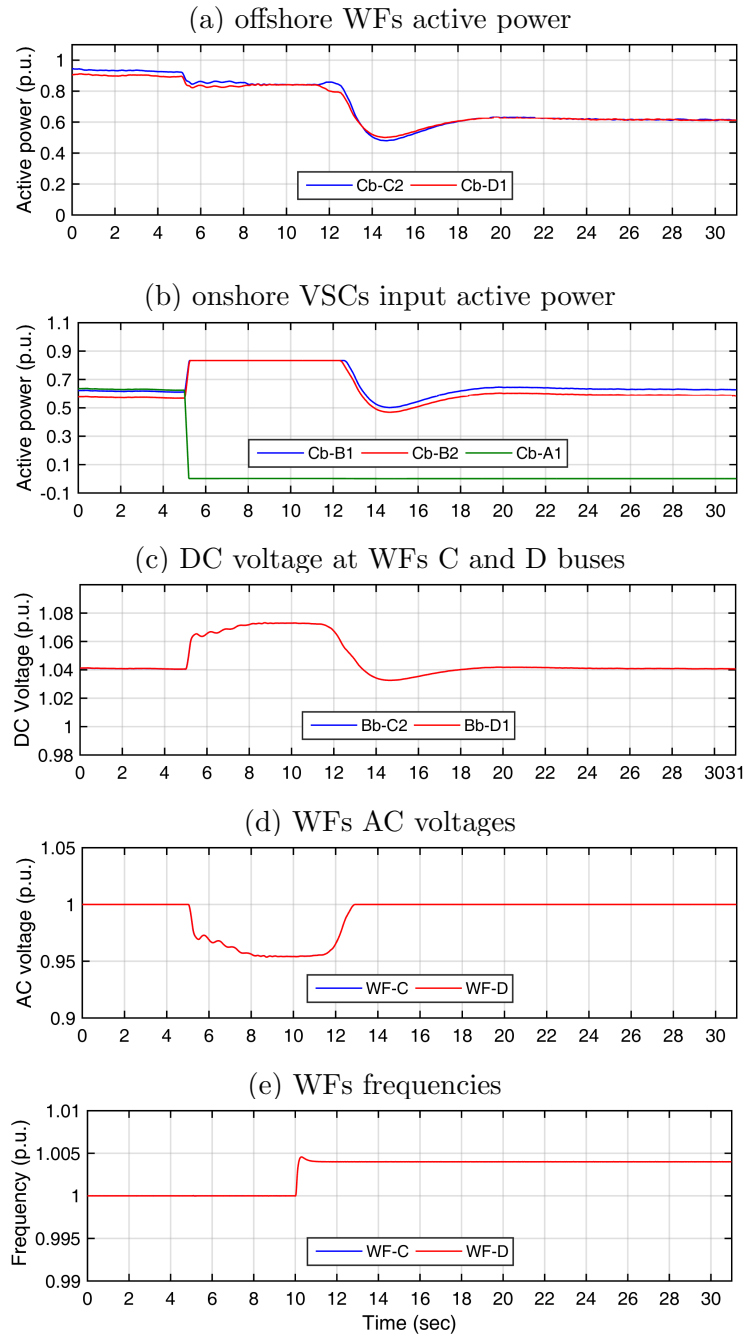 (a) offshore WFs active power
Active power (p.u.)
1
0.8
0.6
0.4
0.2
0
Cb-C2 Cb-D1
0 2 4 6 8 10 12 14 16 18 20 22 24 26 28 30
(b) onshore VSCs input active power
Active power (p.u.)
1.1
0.9
0.7
0.5
0.3
0.1
-0.1
Cb-B1 Cb-B2 Cb-A1
0 2 4 6 8 10 12 14 16 18 20 22 24 26 28 30
(c) DC voltage at WFs C and D buses
DC Voltage (p.u.)
1.08
1.06
1.04
1.02
1
0.98
Bb-C2 Bb-D1
0 2 4 6 8 10 12 14 16 18 20 22 24 26 28 3031
(d) WFs AC voltages
AC voltage (p.u.)
1.05
1
0.95
0.9
WF-C WF-D
0 2 4 6 8 10 12 14 16 18 20 22 24 26 28 30
(e) WFs frequencies
Frequency (p.u.)
1.01
1.005
1
0.995
0.99
WF-C WF-D
0 2 4 6 8 10 12 14 16 18 20 22 24 26 28 30
Time (sec)